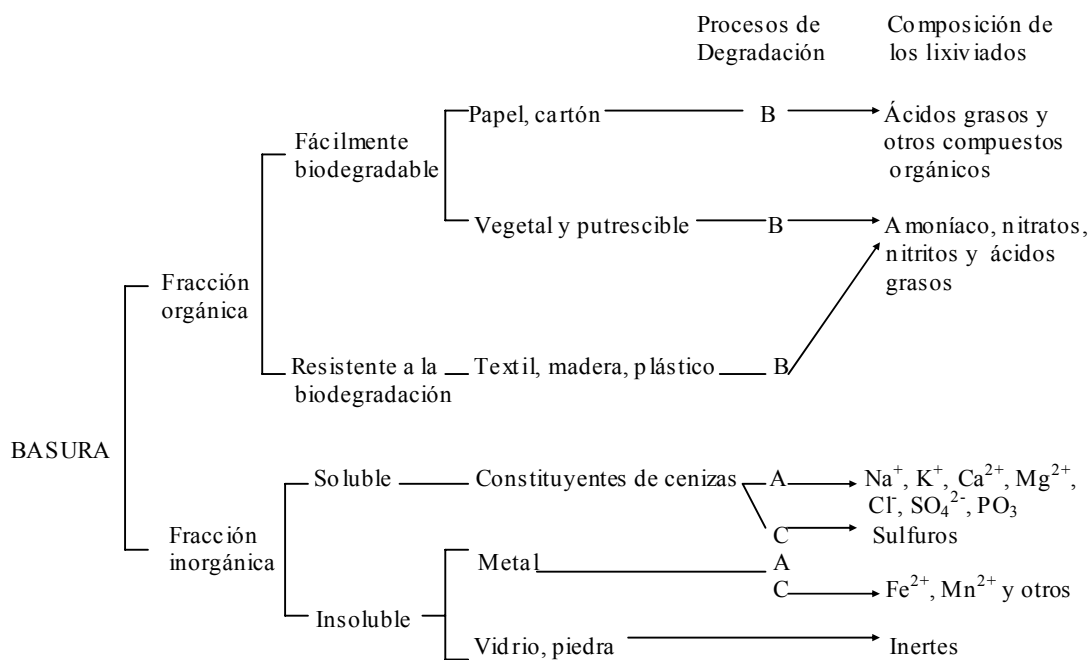 Procesos de
Degradación
Composición de
los lixiviados
Papel, cartón
B
Ácidos grasos y
otros compuestos
orgánicos
Fácilmente
biodegradable
Vegetal y putrescible
B
Amoníaco, nitratos,
nitritos y ácidos
grasos
Fracción
orgánica
Resistente a la
biodegradación
Textil, madera, plástico
B
BASURA
Soluble
Constituyentes de cenizas
A
Na⁺, K⁺, Ca²⁺, Mg²⁺,
Cl⁻, SO₄²⁻, PO₃
C
Sulfuros
Fracción
inorgánica
Metal
A
C
Fe²⁺, Mn²⁺ y otros
Insoluble
Vidrio, piedra
Inertes